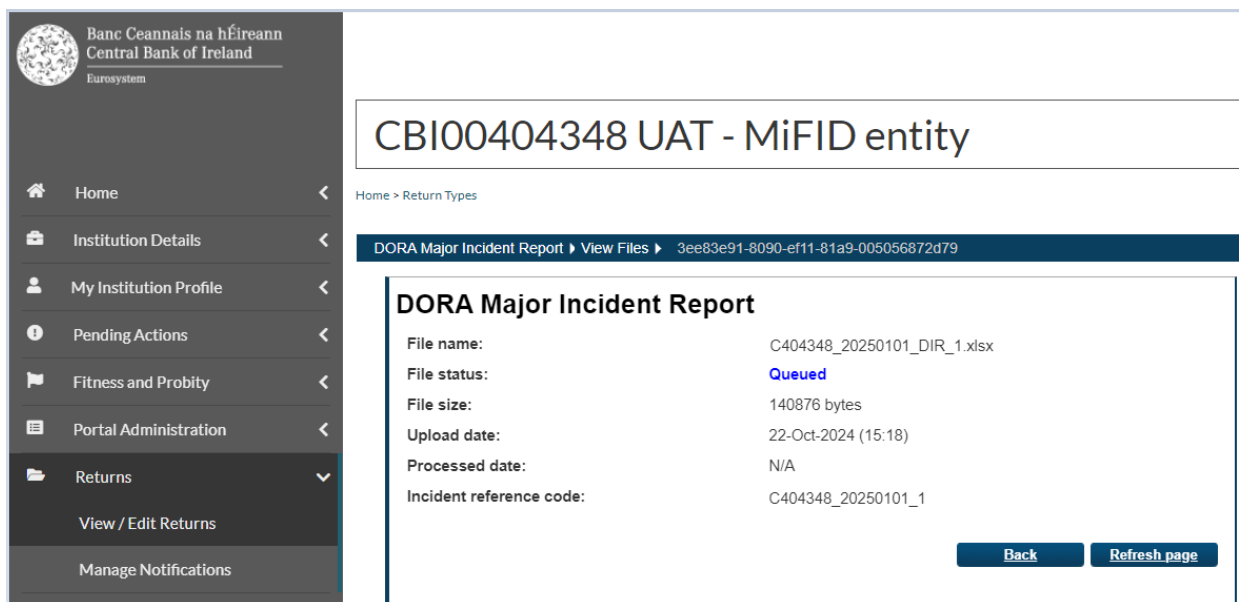 Banc Ceannais na hÉireann
Central Bank of Ireland
Eurosystem
CBI00404348 UAT - MiFID entity
Home > Return Types
Home
Institution Details
My Institution Profile
Pending Actions
Fitness and Probity
Portal Administration
Returns
View / Edit Returns
Manage Notifications
DORA Major Incident Report View Files 3ee83e91-8090-ef11-81a9-005056872d79
DORA Major Incident Report
File name: C404348_20250101_DIR_1.xlsx
File status: Queued
File size: 140876 bytes
Upload date: 22-Oct-2024 (15:18)
Processed date: N/A
Incident reference code: C404348_20250101_1
Back Refresh page